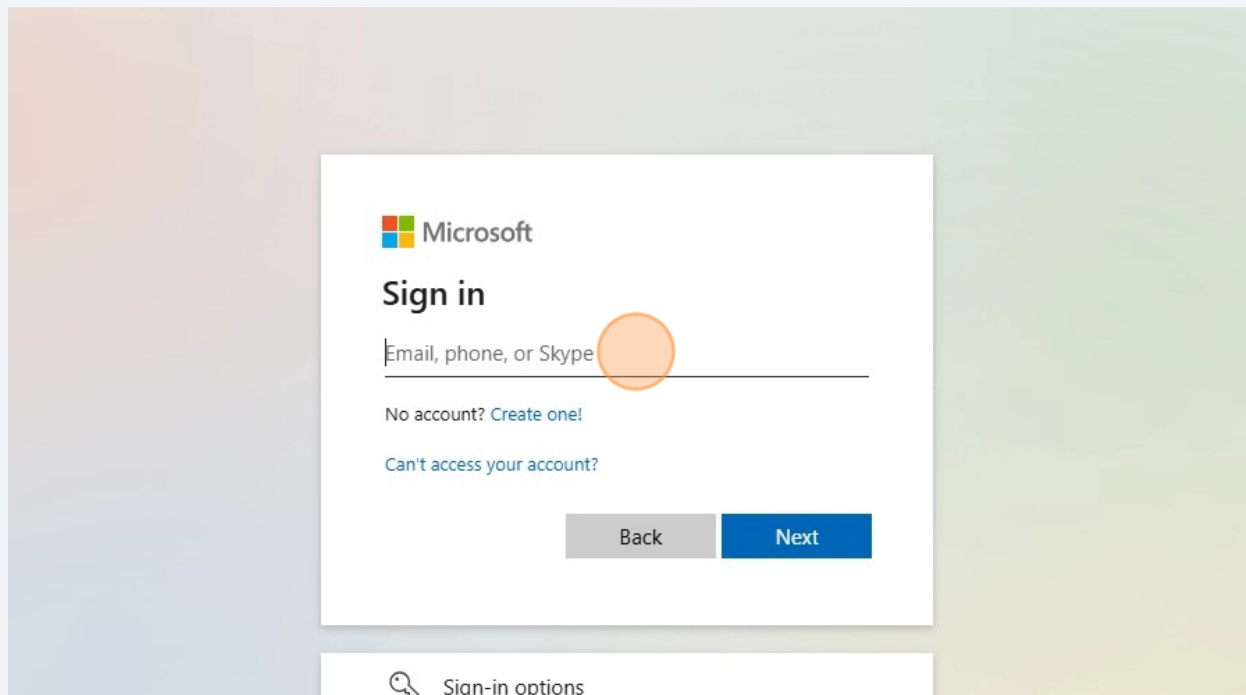 Microsoft
Sign in
Email, phone, or Skype
No account? Create one!
Can't access your account?
Back Next
Sign-in options